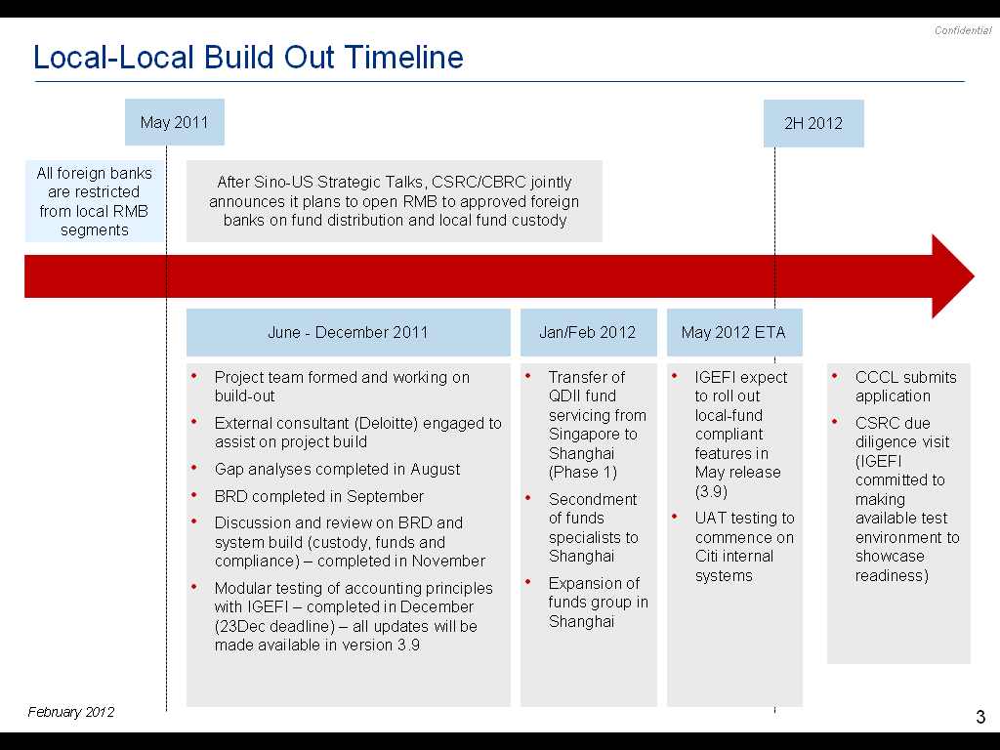 Confidential
Local-Local Build Out Timeline
May 2011
2H 2012
All foreign banks
are restricted
from local RMB
segments
After Sino-US Strategic Talks, CSRC/CBRC jointly
announces it plans to open RMB to approved foreign
banks on fund distribution and local fund custody
June - December 2011
• Project team formed and working on
build-out
• External consultant (Deloitte) engaged to
assist on project build
• Gap analyses completed in August
• BRD completed in September
• Discussion and review on BRD and
system build (custody, funds and
compliance) – completed in November
• Modular testing of accounting principles
with IGEFI – completed in December
(23Dec deadline) – all updates will be
made available in version 3.9
Jan/Feb 2012
• Transfer of
QDII fund
servicing from
Singapore to
Shanghai
(Phase 1)
• Secondment
of funds
specialists to
Shanghai
• Expansion of
funds group in
Shanghai
May 2012 ETA
• IGEFI expect
to roll out
local-fund
compliant
features in
May release
(3.9)
• UAT testing to
commence on
Citi internal
systems
• CCCL submits
application
• CSRC due
diligence visit
(IGEFI
committed to
making
available test
environment to
showcase
readiness)
February 2012
3